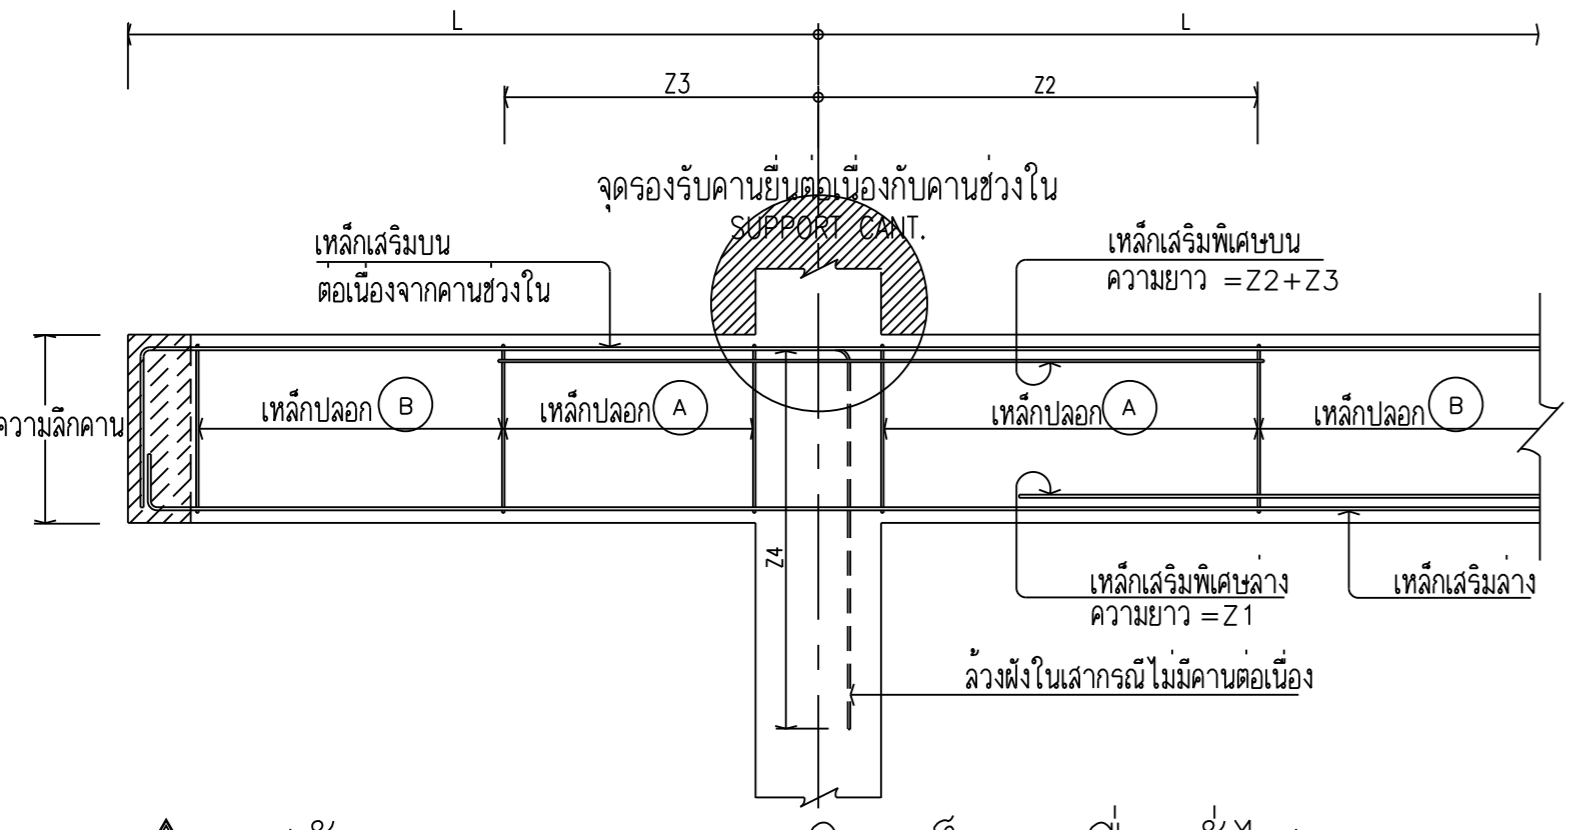 L L
Z3 Z2
จุดรองรับคานยื่นต่อเนื่องกับคานช่วงใน
SUPPORT CANT.
เหล็กเสริมบน
ต่อเนื่องจากคานช่วงใน
เหล็กเสริมพิเศษบน
ความยาว =Z2+Z3
ความลึกคาน
เหล็กปลอก B เหล็กปลอก A เหล็กปลอก A เหล็กปลอก B
Z4
เหล็กเสริมพิเศษล่าง
ความยาว =Z1
เหล็กเสริมล่าง
ล้วงฝังในเสากรณีไม่มีคานต่อเนื่อง